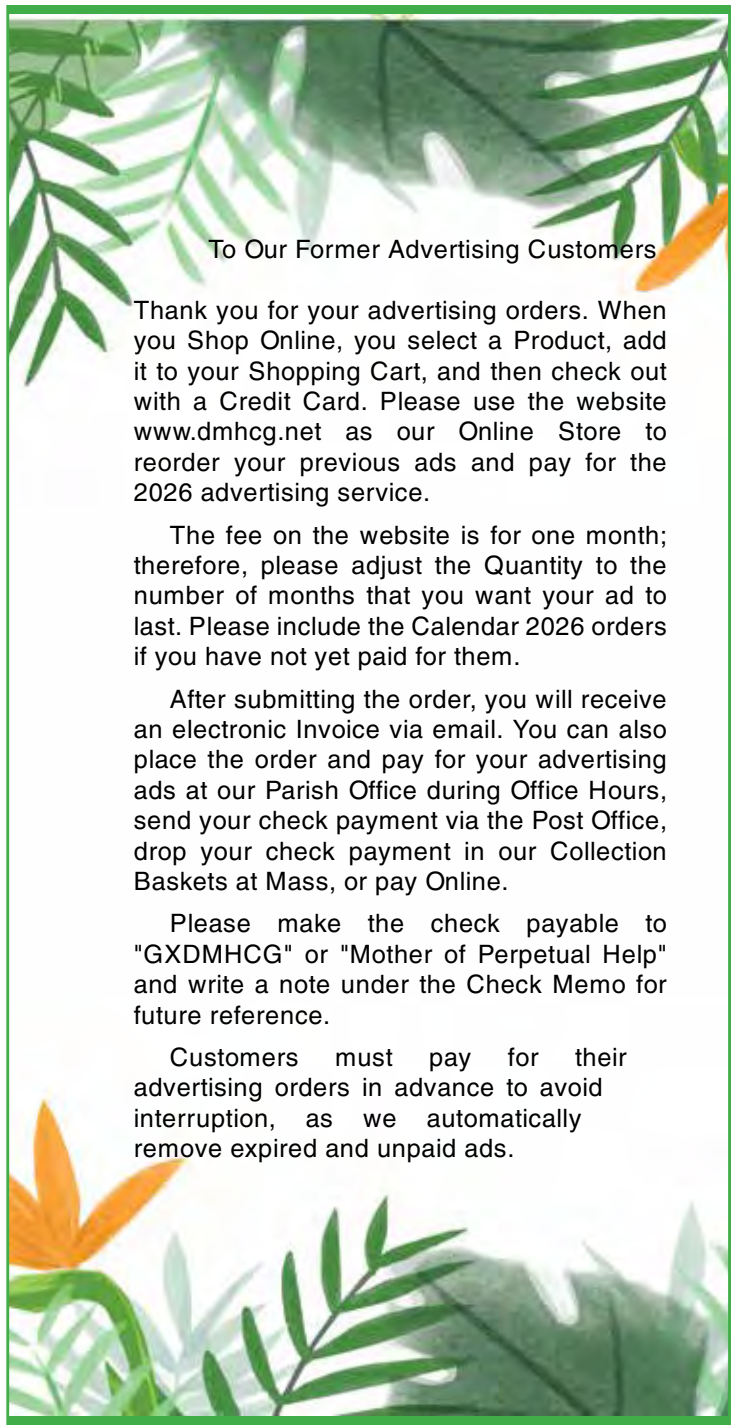 To Our Former Advertising Customers
Thank you for your advertising orders. When
you Shop Online, you select a Product, add
it to your Shopping Cart, and then check out
with a Credit Card. Please use the website
www.dmhcg.net as our Online Store to
reorder your previous ads and pay for the
2026 advertising service.
The fee on the website is for one month;
therefore, please adjust the Quantity to the
number of months that you want your ad to
last. Please include the Calendar 2026 orders
if you have not yet paid for them.
After submitting the order, you will receive
an electronic Invoice via email. You can also
place the order and pay for your advertising
ads at our Parish Office during Office Hours,
send your check payment via the Post Office,
drop your check payment in our Collection
Baskets at Mass, or pay Online.
Please make the check payable to
"GXDMHCG" or "Mother of Perpetual Help"
and write a note under the Check Memo for
future reference.
Customers must pay for their
advertising orders in advance to avoid
interruption, as we automatically
remove expired and unpaid ads.